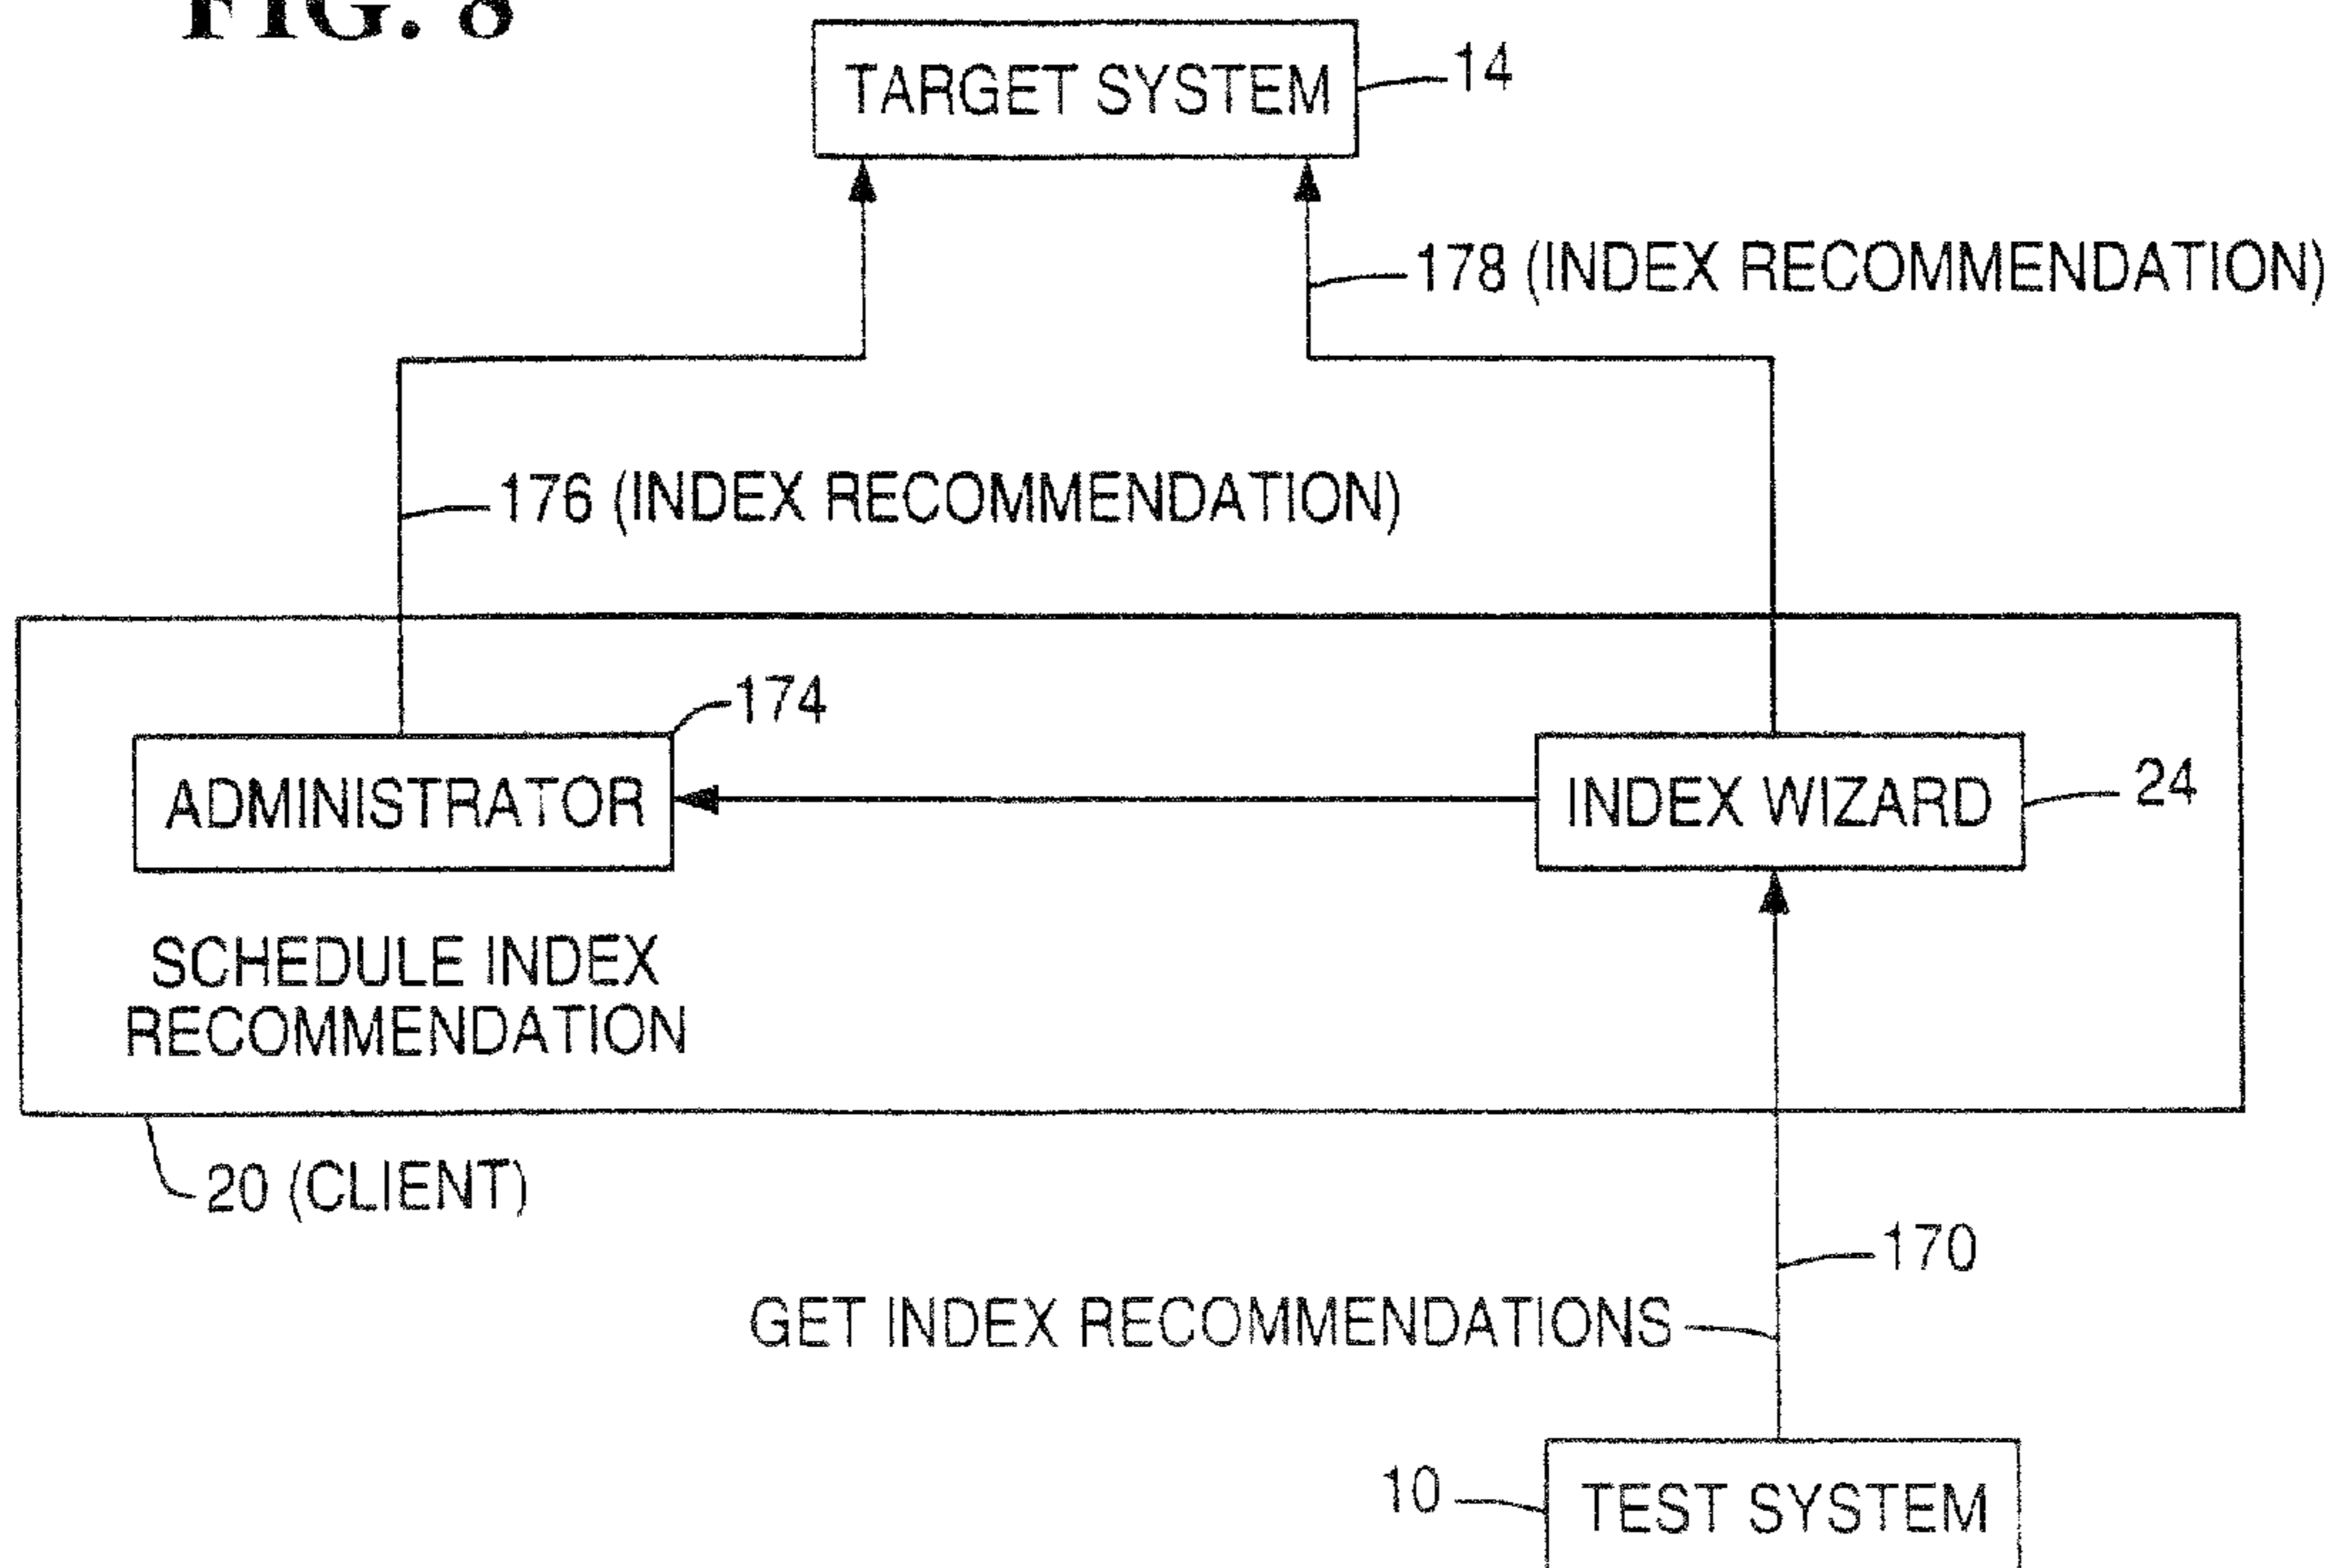 FIG. 8
TARGET SYSTEM
14
178 (INDEX RECOMMENDATION)
176 (INDEX RECOMMENDATION)
174
ADMINISTRATOR
INDEX WIZARD
24
SCHEDULE INDEX
RECOMMENDATION
20 (CLIENT)
170
GET INDEX RECOMMENDATIONS
10
TEST SYSTEM